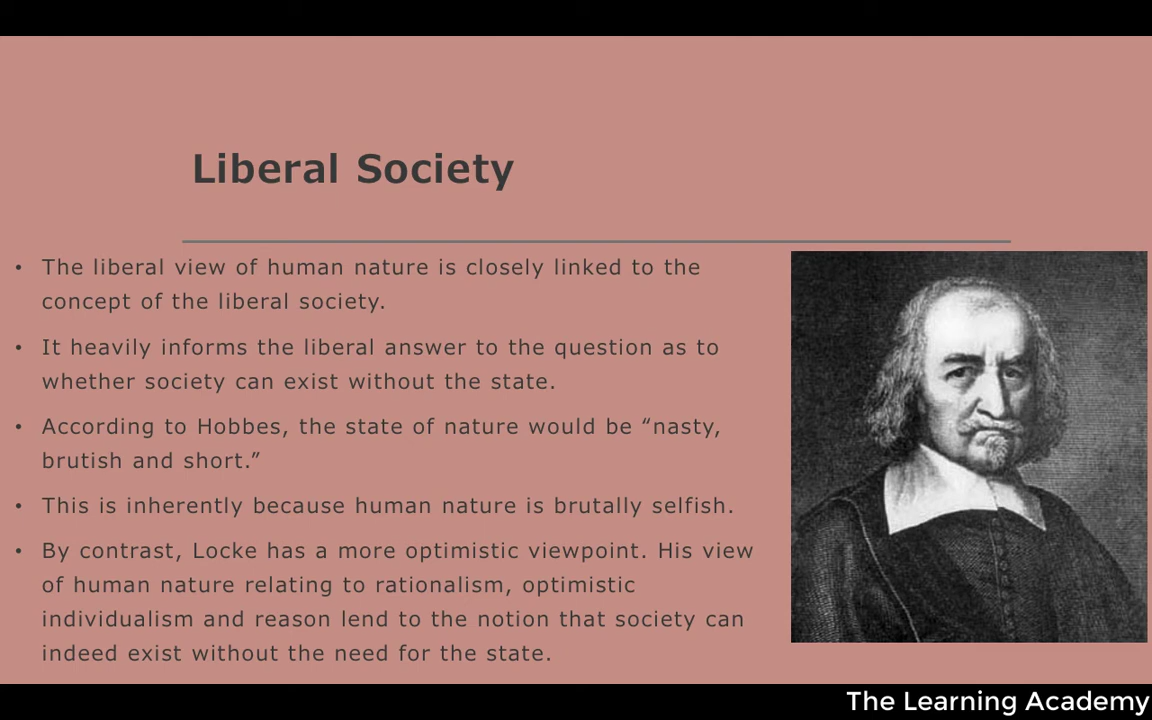 Liberal Society
• The liberal view of human nature is closely linked to the
concept of the liberal society.
• It heavily informs the liberal answer to the question as to
whether society can exist without the state.
• According to Hobbes, the state of nature would be “nasty,
brutish and short.”
• This is inherently because human nature is brutally selfish.
• By contrast, Locke has a more optimistic viewpoint. His view
of human nature relating to rationalism, optimistic
individualism and reason lend to the notion that society can
indeed exist without the need for the state.
The Learning Academy